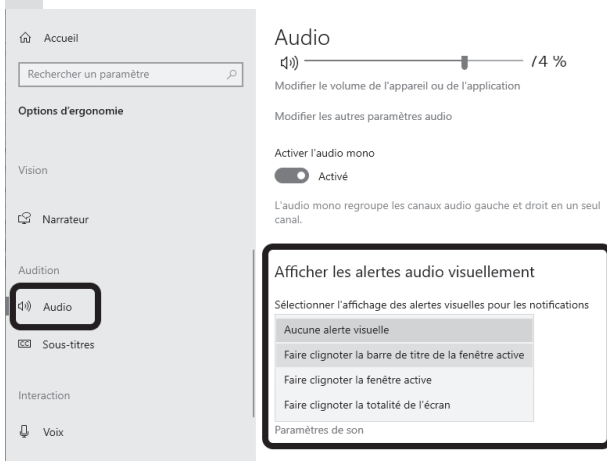 Accueil
Rechercher un paramètre
Options d'ergonomie
Vision
Narrateur
Audition
Audio
Sous-titres
Interaction
Voix
Audio
74 %
Modifier le volume de l'appareil ou de l'application
Modifier les autres paramètres audio
Activer l'audio mono
Activé
L'audio mono regroupe les canaux audio gauche et droit en un seul
canal.
Afficher les alertes audio visuellement
Sélectionner l'affichage des alertes visuelles pour les notifications
Aucune alerte visuelle
Faire clignoter la barre de titre de la fenêtre active
Faire clignoter la fenêtre active
Faire clignoter la totalité de l'écran
Paramètres de son